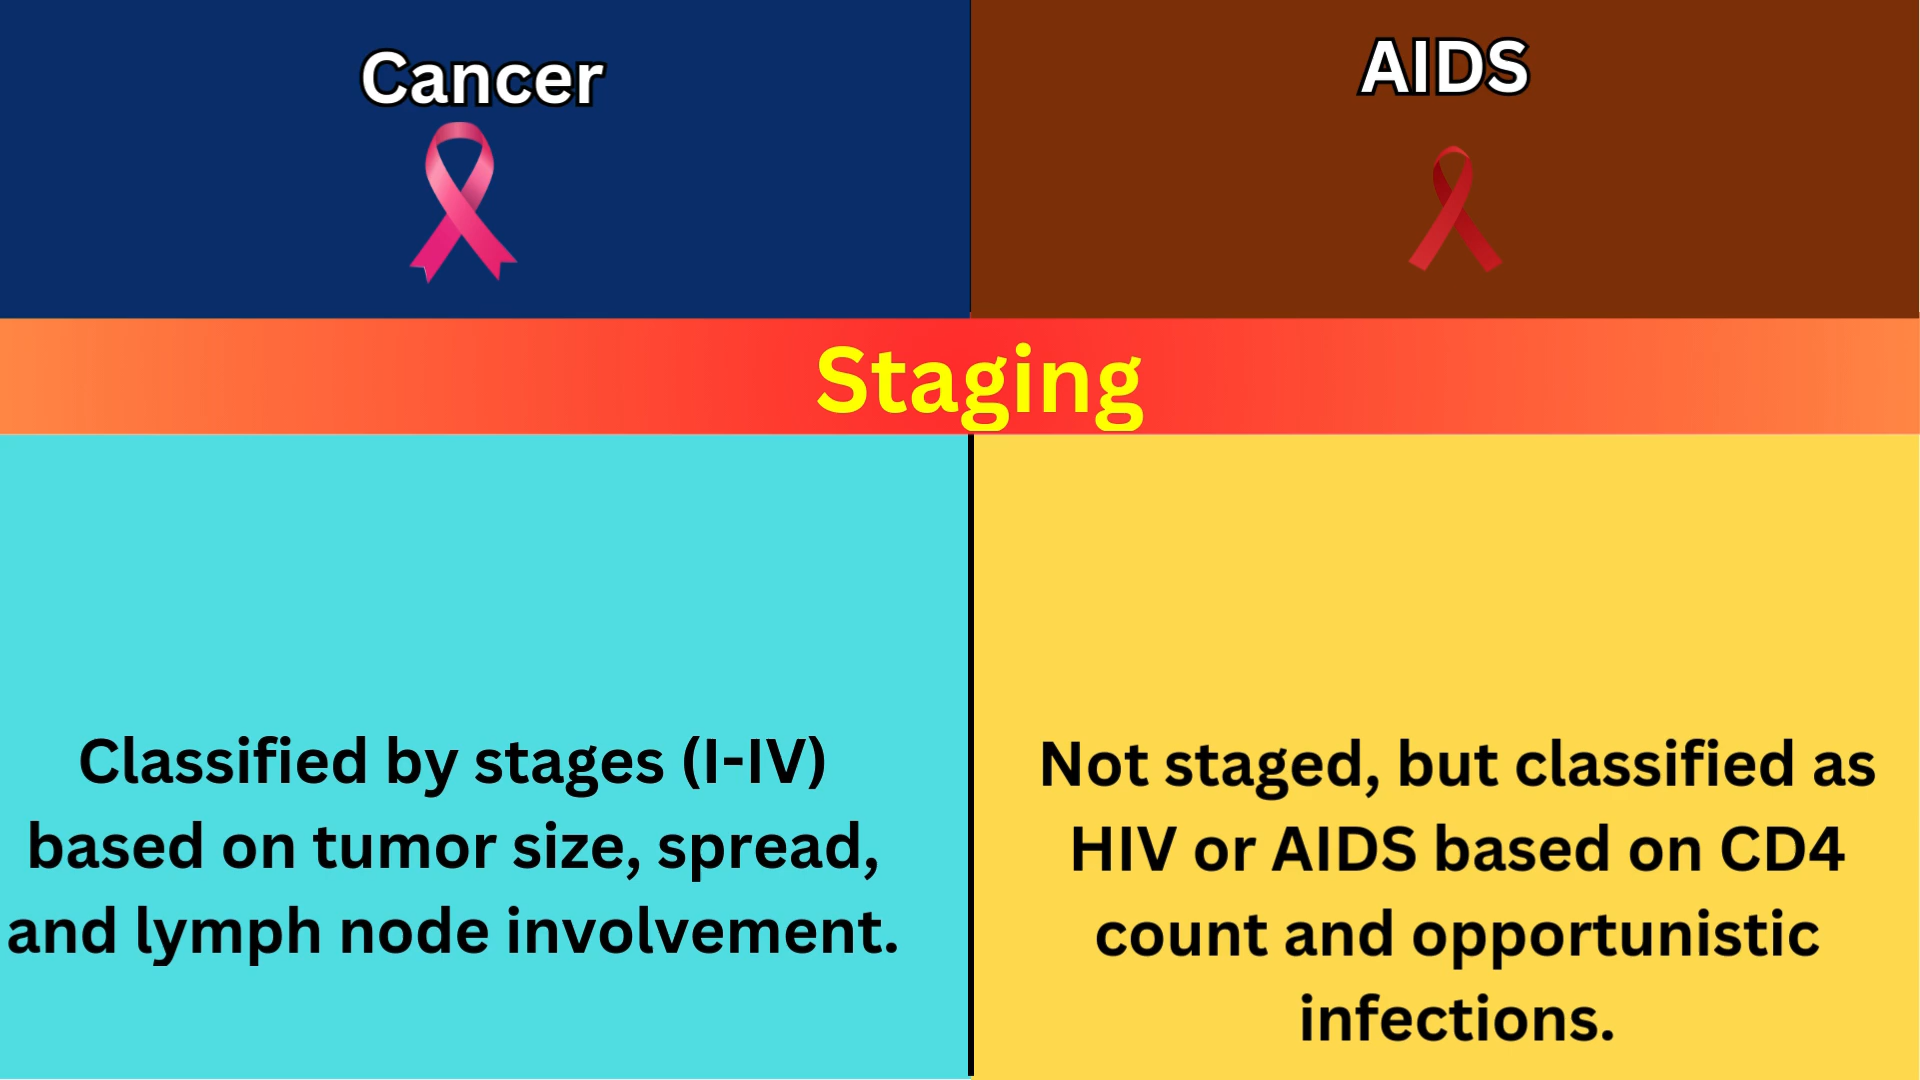 Cancer
AIDS
Staging
Classified by stages (I-IV)
based on tumor size, spread,
and lymph node involvement.
Not staged, but classified as
HIV or AIDS based on CD4
count and opportunistic
infections.